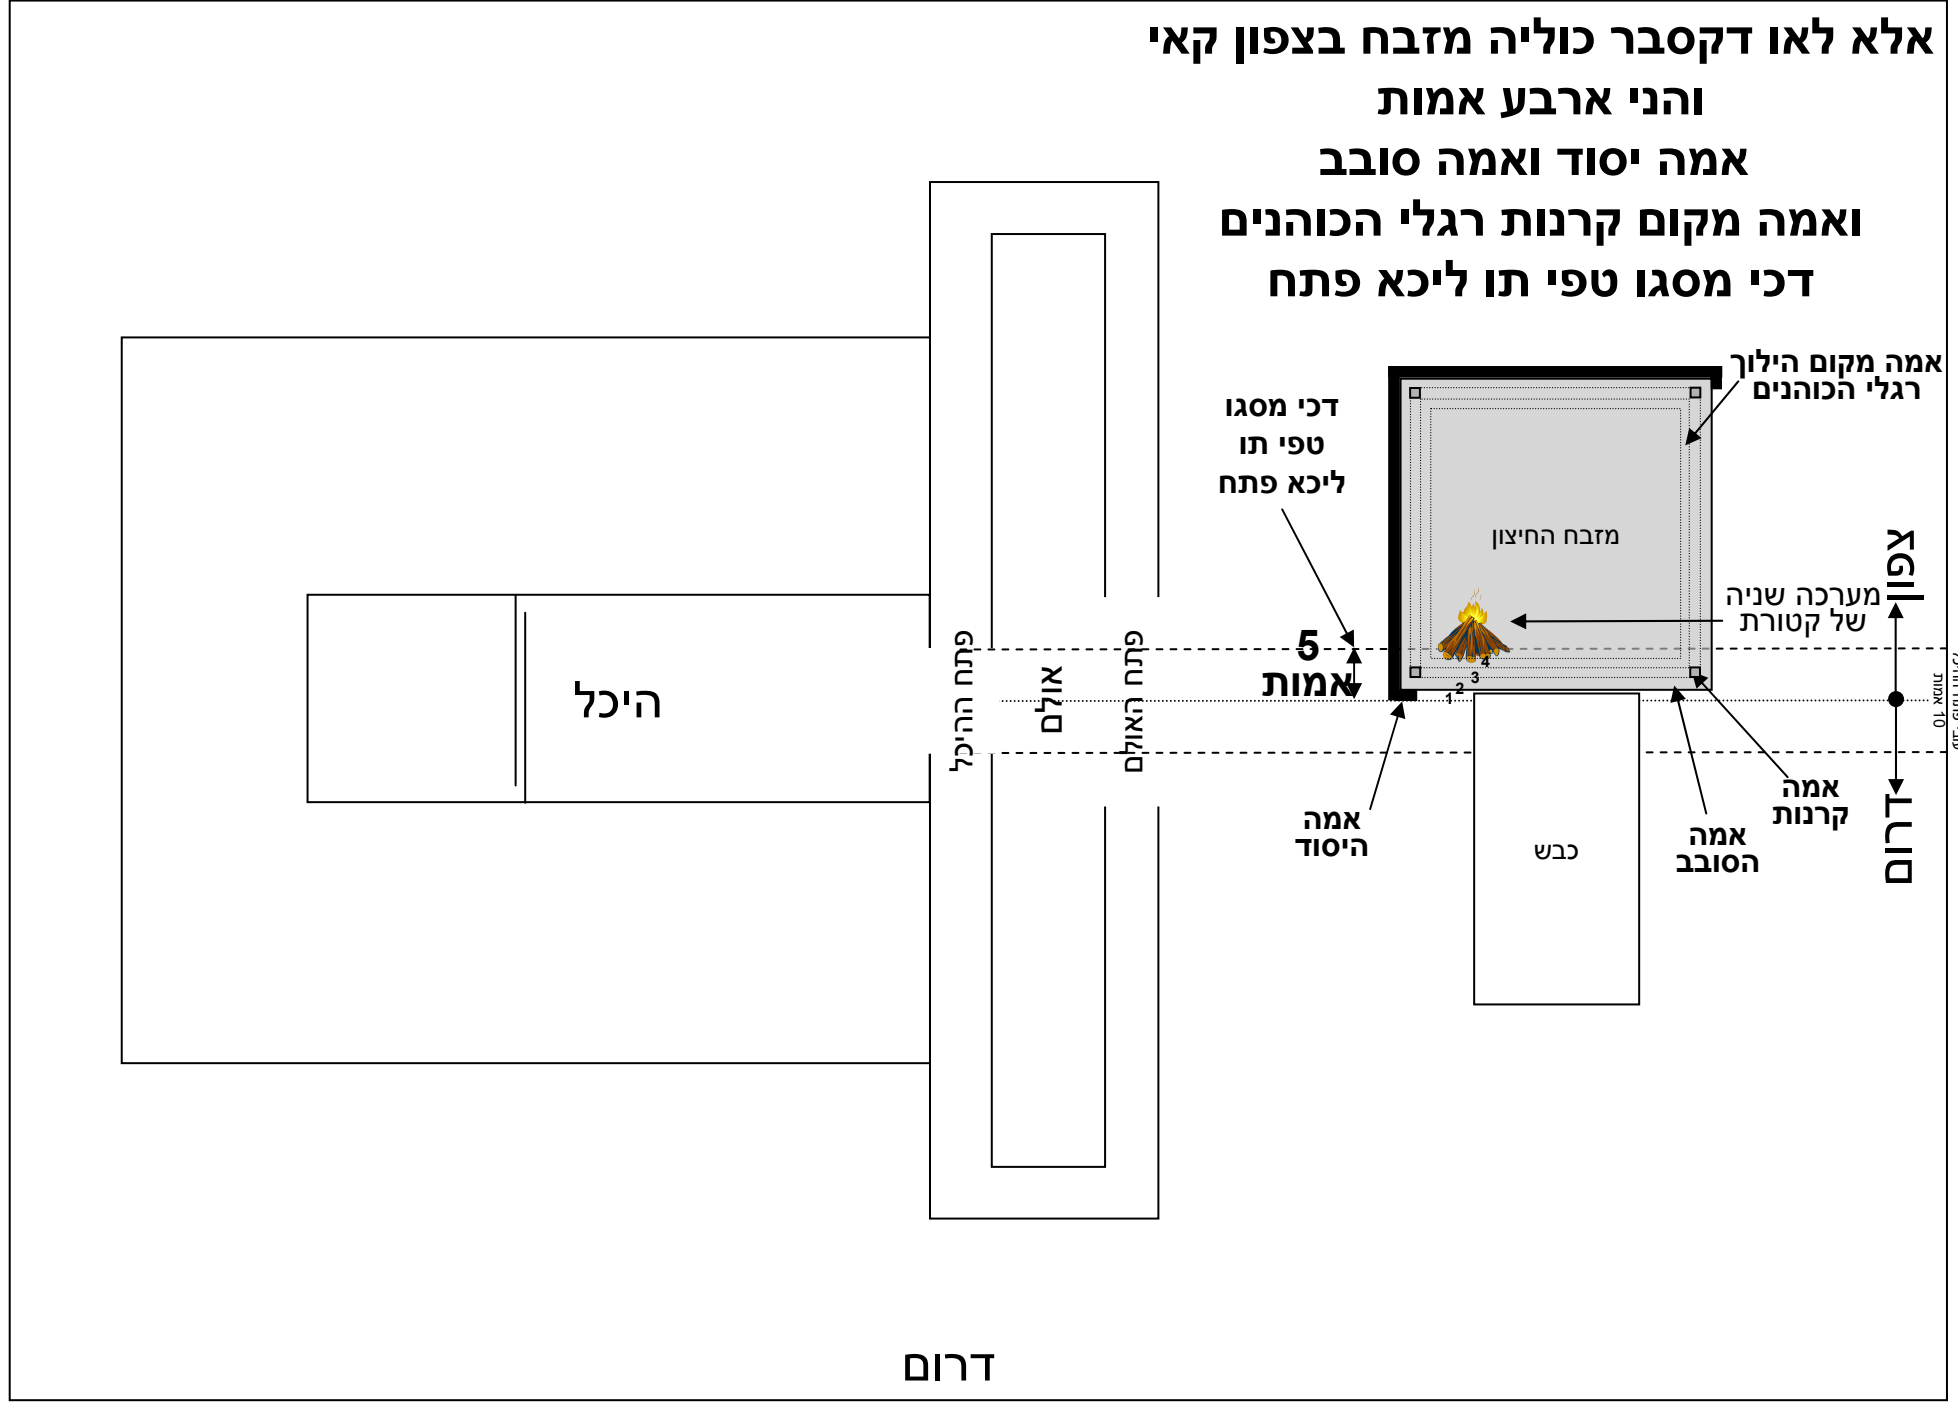 אלא לאו דקסבר כוליה מזבח בצפון קאי
והני ארבע אמות
אמה יסוד ואמה סובב
ואמה מקום קרנות רגלי הכוהנים
דכי מסגו טפי תו ליכא פתח
אמה מקום הילוך
רגלי הכוהנים
דכי מסגו
טפי תו
ליכא פתח
מזבח החיצון
צפון
מערכה שניה
של קטורת
5
אמות
4
3
2
1
פתח ההיכל
אולם
פתח האולם
היכל
10 אמות
אמה
קרנות
אמה
הסובב
אמה
היסוד
כבש
דרום
דרום